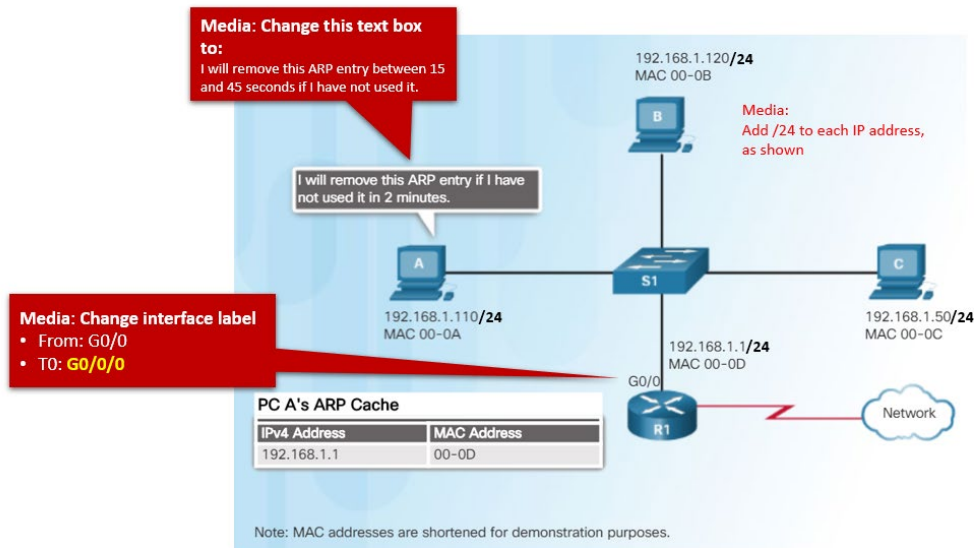 Media: Change this text box
to:
I will remove this ARP entry between 15
and 45 seconds if I have not used it.
192.168.1.120/24
MAC 00-0B
B
Media:
Add /24 to each IP address,
as shown
I will remove this ARP entry if I have
not used it in 2 minutes.
A
S1
C
192.168.1.110/24
MAC 00-0A
192.168.1.50/24
MAC 00-0C
Media: Change interface label
• From: G0/0
• T0: G0/0/0
192.168.1.1/24
MAC 00-0D
G0/0
R1
Network
PC A's ARP Cache
IPv4 Address MAC Address
192.168.1.1 00-0D
Note: MAC addresses are shortened for demonstration purposes.